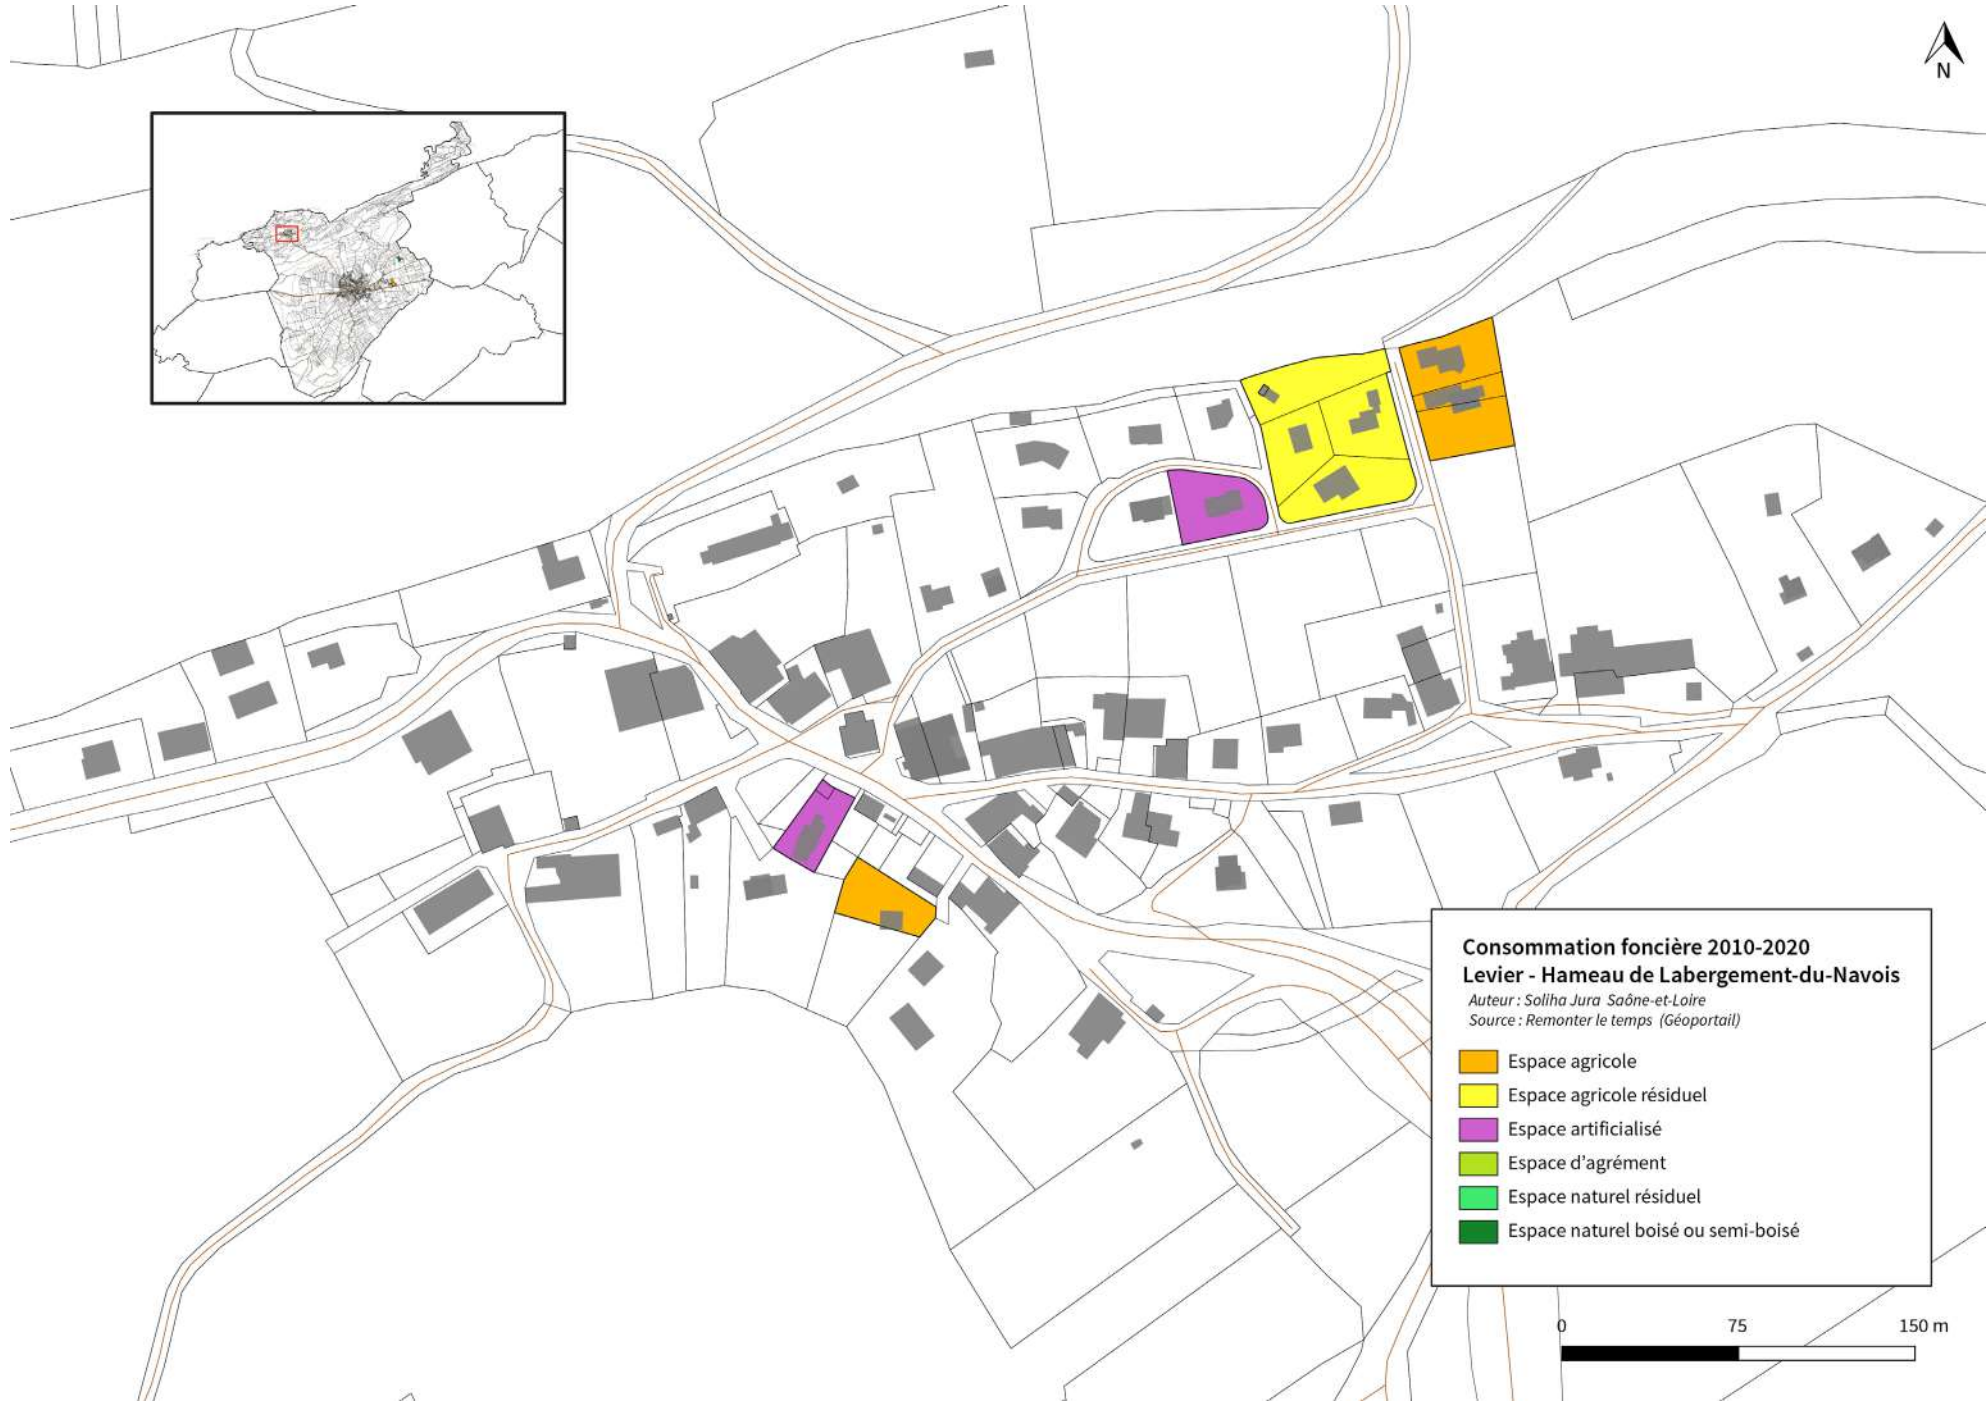 N
Consommation foncière 2010-2020
Levier - Hameau de Labergement-du-Navois
Auteur : Soliha Jura Saône-et-Loire
Source : Remonter le temps (Géoportail)
Espace agricole
Espace agricole résiduel
Espace artificialisé
Espace d'agrément
Espace naturel résiduel
Espace naturel boisé ou semi-boisé
0 75 150 m